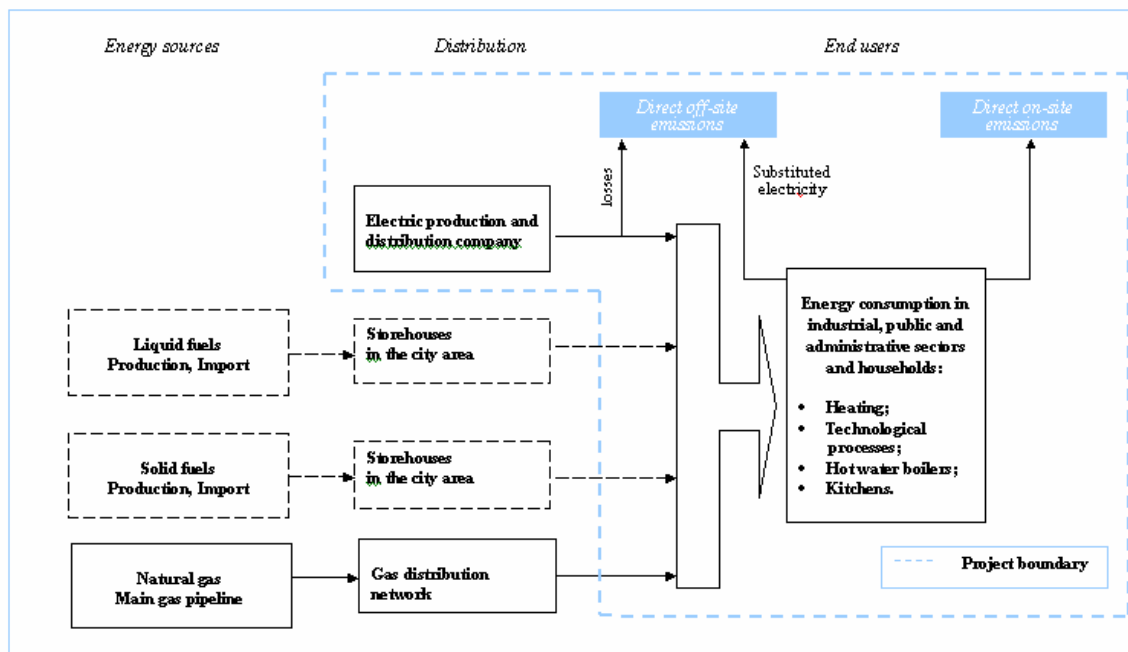 Energy sources
Distribution
End users
Direct off-site
emissions
Direct on-site
emissions
losses
Substituted
electricity
Electric production and
distribution company
Liquid fuels
Production, Import
Storehouses
in the city area
Solid fuels
Production, Import
Storehouses
in the city area
Natural gas
Main gas pipeline
Gas distribution
network
Energy consumption in
industrial, public and
administrative sectors
and households:
• Heating;
• Technological
processes;
• Hot water boilers;
• Kitchens.
Project boundary